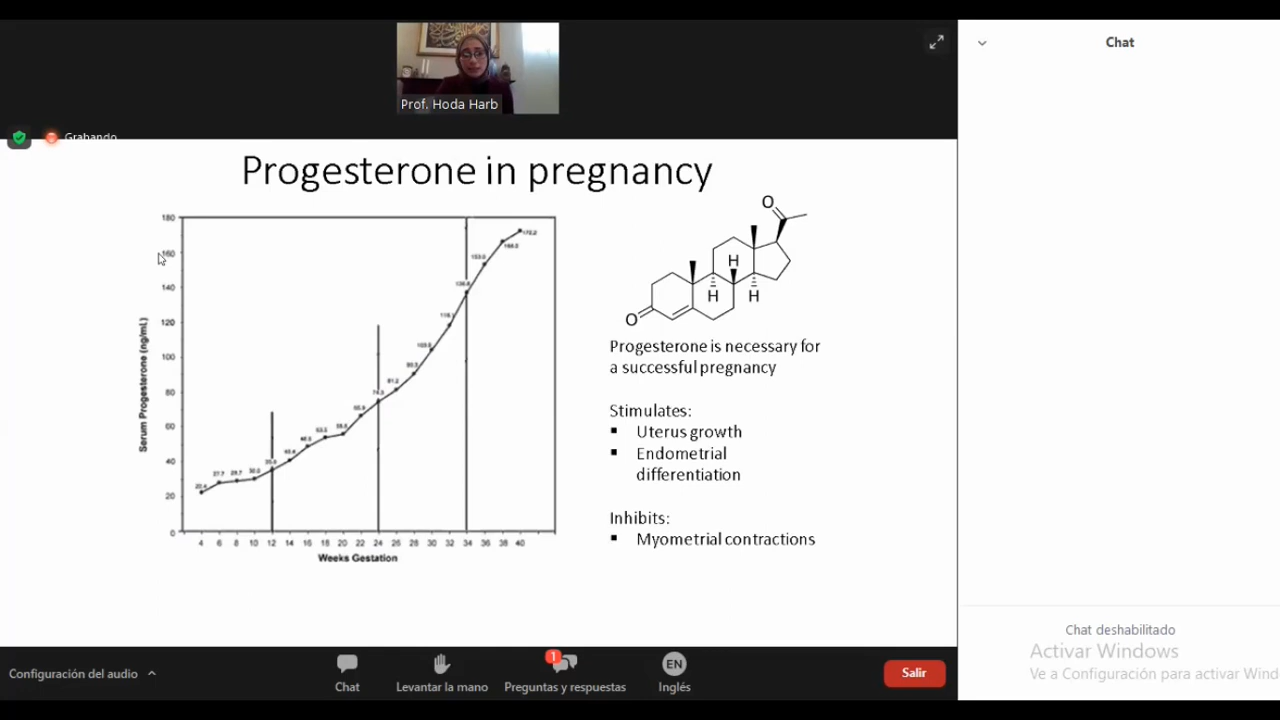 Chat
Prof. Hoda Harb
Grabando
Progesterone in pregnancy
180
160
140
120
100
80
60
40
20
0
Serum Progesterone (ng/mL)
4 6 8 10 12 14 16 18 20 22 24 26 28 30 32 34 36 38 40
Weeks Gestation
O
H
H
H
O
Progesterone is necessary for
a successful pregnancy
Stimulates:
▪ Uterus growth
▪ Endometrial
differentiation
Inhibits:
▪ Myometrial contractions
Chat deshabilitado
Activar Windows
Ve a Configuración para activar Wind
Configuración del audio
Chat
Levantar la mano
1
Preguntas y respuestas
EN
Inglés
Salir